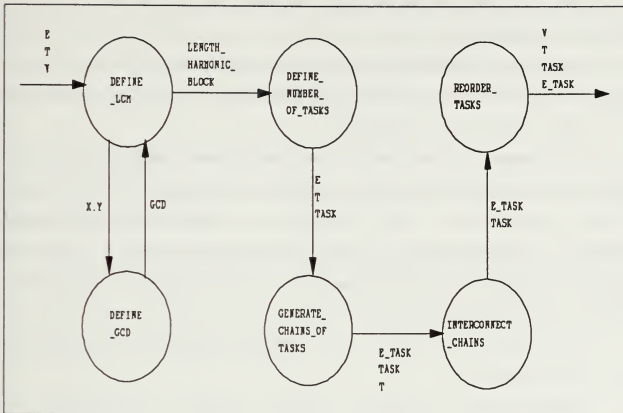 E
T
V
DEFINE
_LCM
LENGTH_
HARMONIC_
BLOCK
DEFINE_
NUMBER_
OF_TASKS
REORDER_
TASKS
V
T
TASK
E_TASK
X.Y
GCD
E
T
TASK
E_TASK
TASK
DEFINE
_GCD
GENERATE_
CHAINS_OF
TASKS
E_TASK
TASK
T
INTERCONNECT
_CHAINS